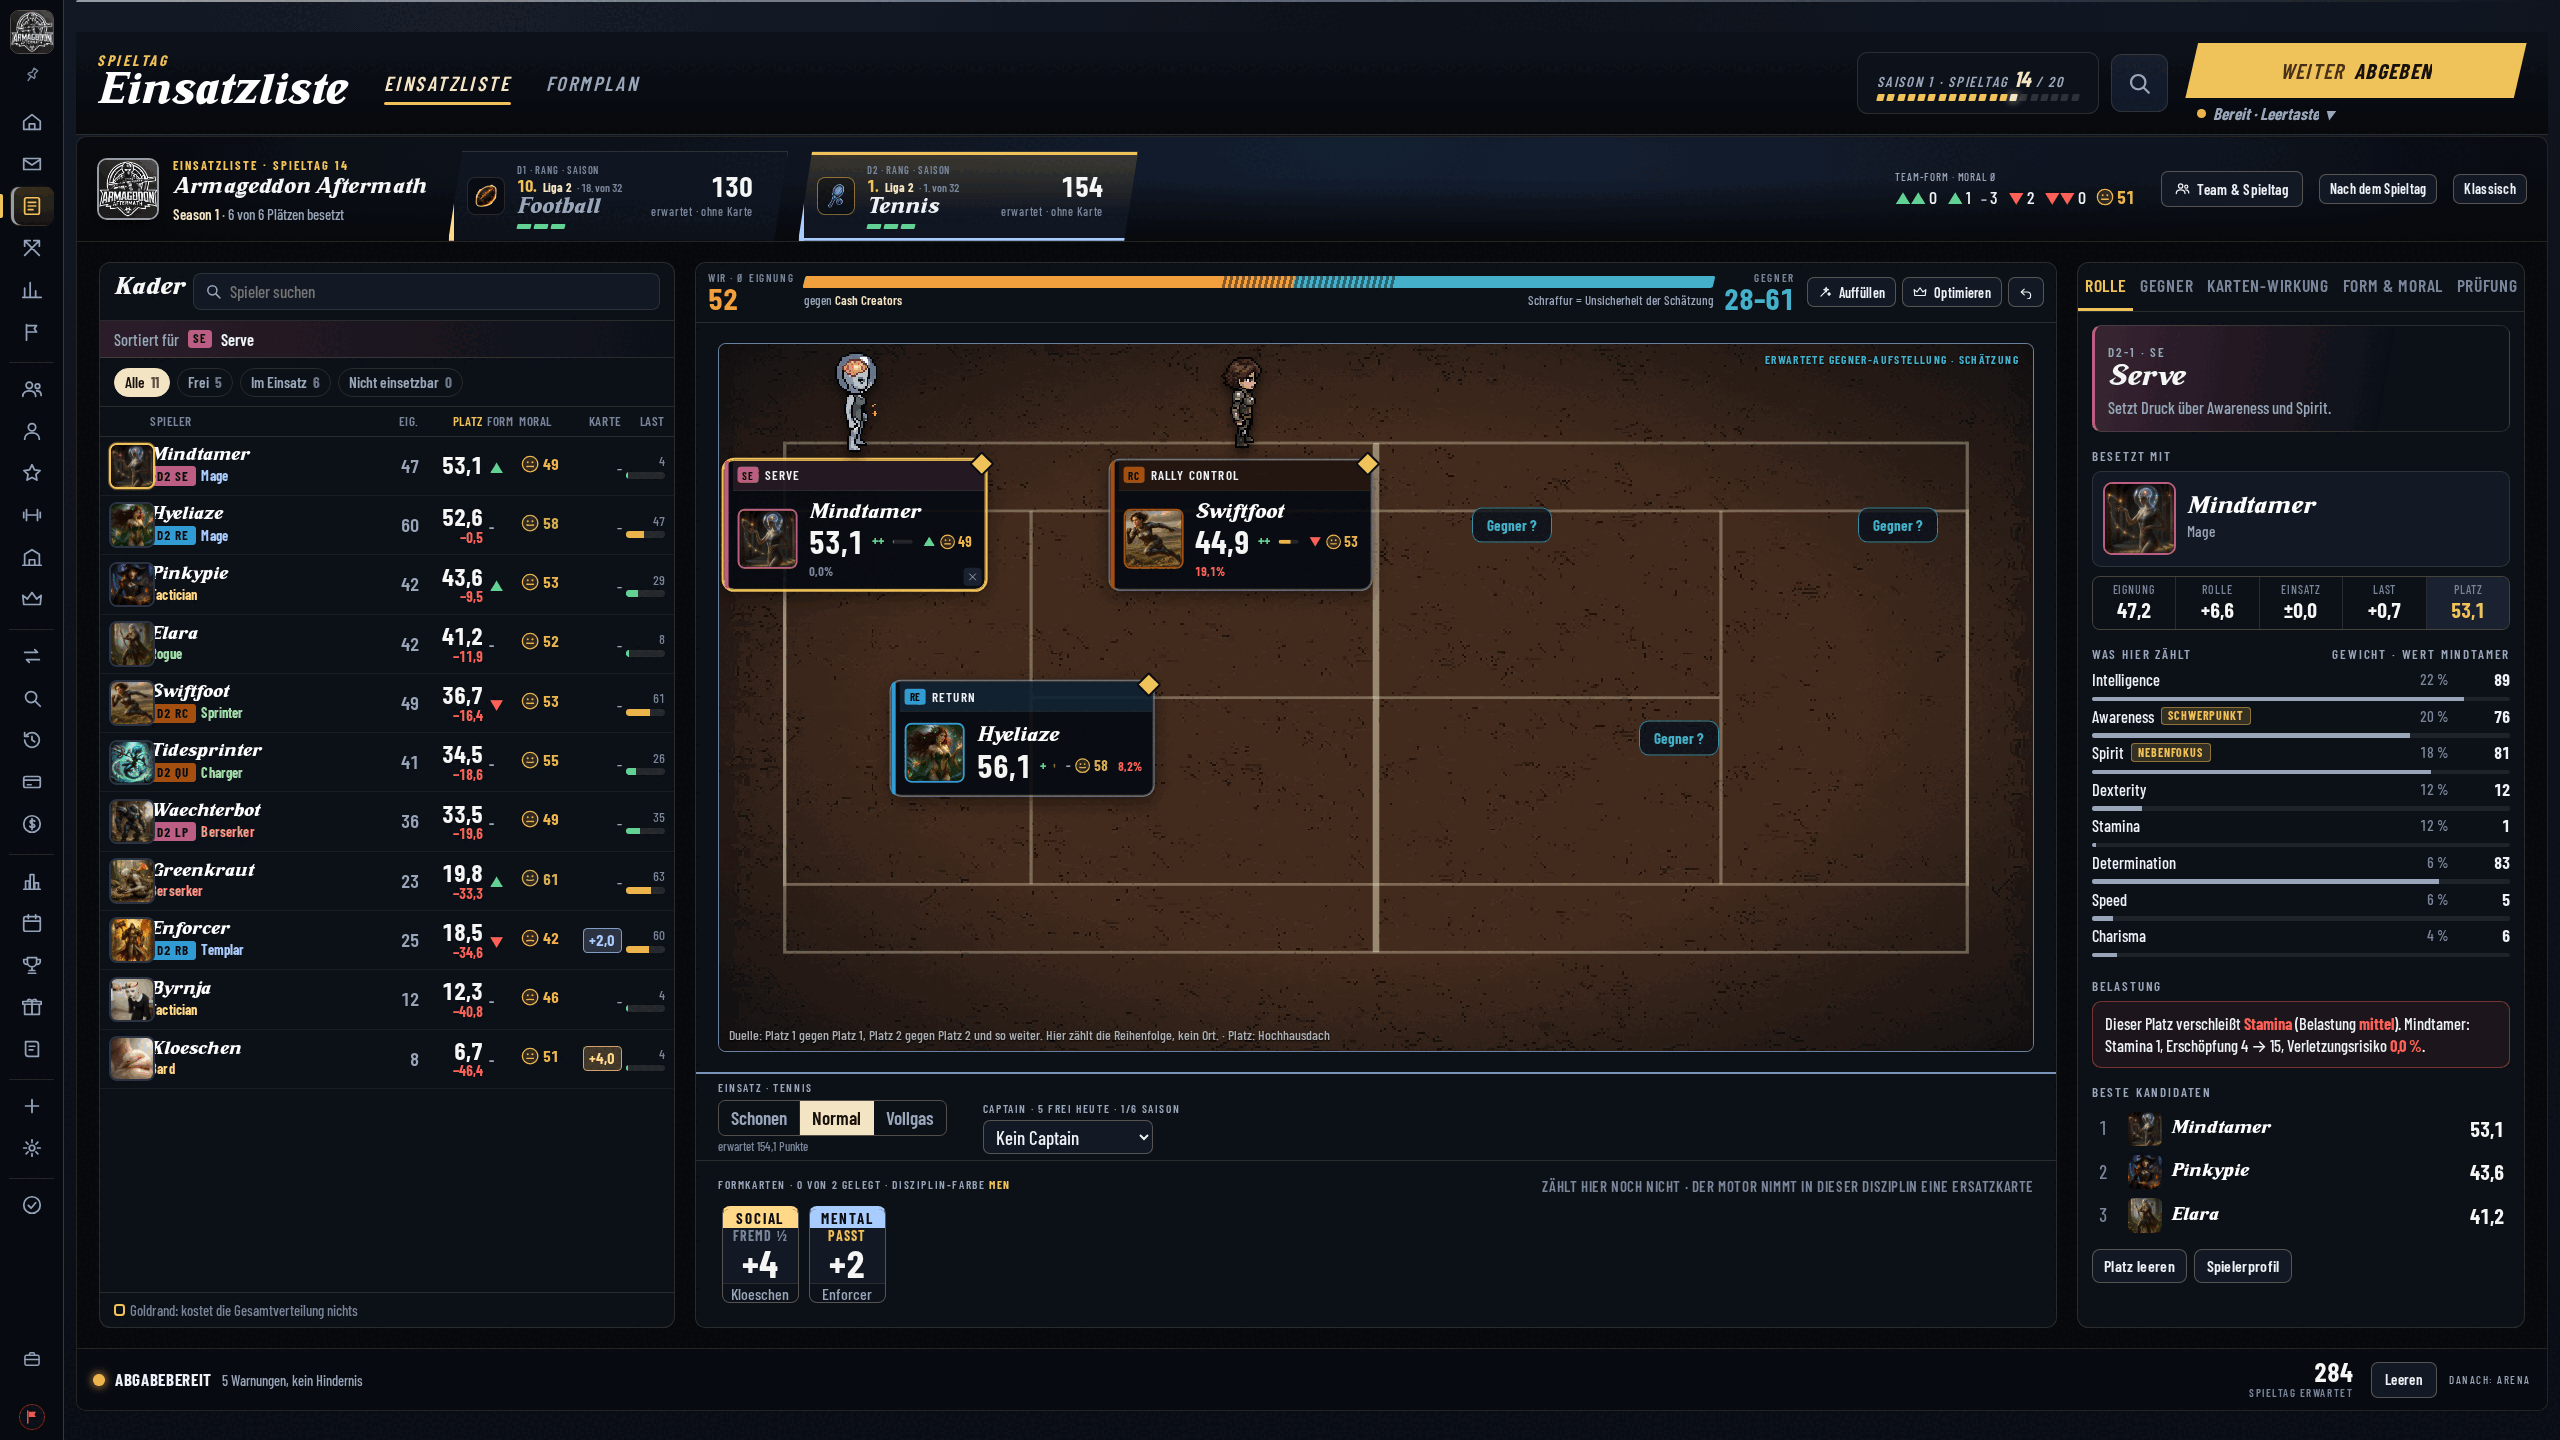 SPIELTAG
Einsatzliste
EINSATZLISTE
FORMPLAN
SAISON 1 · SPIELTAG 14 / 20
WEITER ABGEBEN
Bereit · Leertaste ▼
EINSATZLISTE · SPIELTAG 14
Armageddon Aftermath
Season 1 · 6 von 6 Plätzen besetzt
D1 · RANG · SAISON
10. Liga 2 · 18. von 32
Football
130
erwartet · ohne Karte
D2 · RANG · SAISON
1. Liga 2 · 1. von 32
Tennis
154
erwartet · ohne Karte
TEAM-FORM · MORAL Ø
▲▲ 0 ▲ 1 – 3 ▼ 2 ▼▼ 0 51
Team & Spieltag
Nach dem Spieltag
Klassisch
Kader
Spieler suchen
Sortiert für SE Serve
Alle 11
Frei 5
Im Einsatz 6
Nicht einsetzbar 0
SPIELER EIG. PLATZ FORM MORAL KARTE LAST
Mindtamer
D2 SE Mage
47 53,1 ▲ 49 – 4
Hyeliaze
D2 RE Mage
60 52,6 – 58 – 47
−0,5
Pinkypie
actician
42 43,6 ▲ 53 – 29
−9,5
Elara
ogue
42 41,2 – 52 – 8
−11,9
Swiftfoot
D2 RC Sprinter
49 36,7 ▼ 53 – 61
−16,4
Tidesprinter
D2 QU Charger
41 34,5 – 55 – 26
−18,6
Waechterbot
D2 LP Berserker
36 33,5 – 49 – 35
−19,6
Greenkraut
erserker
23 19,8 ▲ 61 – 63
−33,3
Enforcer
D2 RB Templar
25 18,5 ▼ 42 +2,0 60
−34,6
Byrnja
actician
12 12,3 – 46 – 4
−40,8
Kloeschen
ard
8 6,7 – 51 +4,0 4
−46,4
Goldrand: kostet die Gesamtverteilung nichts
WIR · Ø EIGNUNG
52
gegen Cash Creators
Schraffur = Unsicherheit der Schätzung
GEGNER
28–61
Auffüllen
Optimieren
ERWARTETE GEGNER-AUFSTELLUNG · SCHÄTZUNG
SE SERVE
Mindtamer
53,1 ++ ▲ 49
0,0%
RC RALLY CONTROL
Swiftfoot
44,9 ++ ▼ 53
19,1%
Gegner ?
Gegner ?
RE RETURN
Hyeliaze
56,1 + – 58 8,2%
Gegner ?
Duelle: Platz 1 gegen Platz 1, Platz 2 gegen Platz 2 und so weiter. Hier zählt die Reihenfolge, kein Ort. · Platz: Hochhausdach
EINSATZ · TENNIS
Schonen
Normal
Vollgas
erwartet 154,1 Punkte
CAPTAIN · 5 FREI HEUTE · 1/6 SAISON
Kein Captain
FORMKARTEN · 0 VON 2 GELEGT · DISZIPLIN-FARBE MEN
ZÄHLT HIER NOCH NICHT · DER MOTOR NIMMT IN DIESER DISZIPLIN EINE ERSATZKARTE
SOCIAL
FREMD ½
+4
Kloeschen
MENTAL
PASST
+2
Enforcer
ROLLE
GEGNER
KARTEN-WIRKUNG
FORM & MORAL
PRÜFUNG
D2-1 · SE
Serve
Setzt Druck über Awareness und Spirit.
BESETZT MIT
Mindtamer
Mage
EIGNUNG ROLLE EINSATZ LAST PLATZ
47,2 +6,6 ±0,0 +0,7 53,1
WAS HIER ZÄHLT
GEWICHT · WERT MINDTAMER
Intelligence 22 % 89
Awareness SCHWERPUNKT 20 % 76
Spirit NEBENFOKUS 18 % 81
Dexterity 12 % 12
Stamina 12 % 1
Determination 6 % 83
Speed 6 % 5
Charisma 4 % 6
BELASTUNG
Dieser Platz verschleißt Stamina (Belastung mittel). Mindtamer:
Stamina 1, Erschöpfung 4 → 15, Verletzungsrisiko 0,0 %.
BESTE KANDIDATEN
1 Mindtamer 53,1
2 Pinkypie 43,6
3 Elara 41,2
Platz leeren
Spielerprofil
ABGABEBEREIT 5 Warnungen, kein Hindernis
284
SPIELTAG ERWARTET
Leeren
DANACH: ARENA